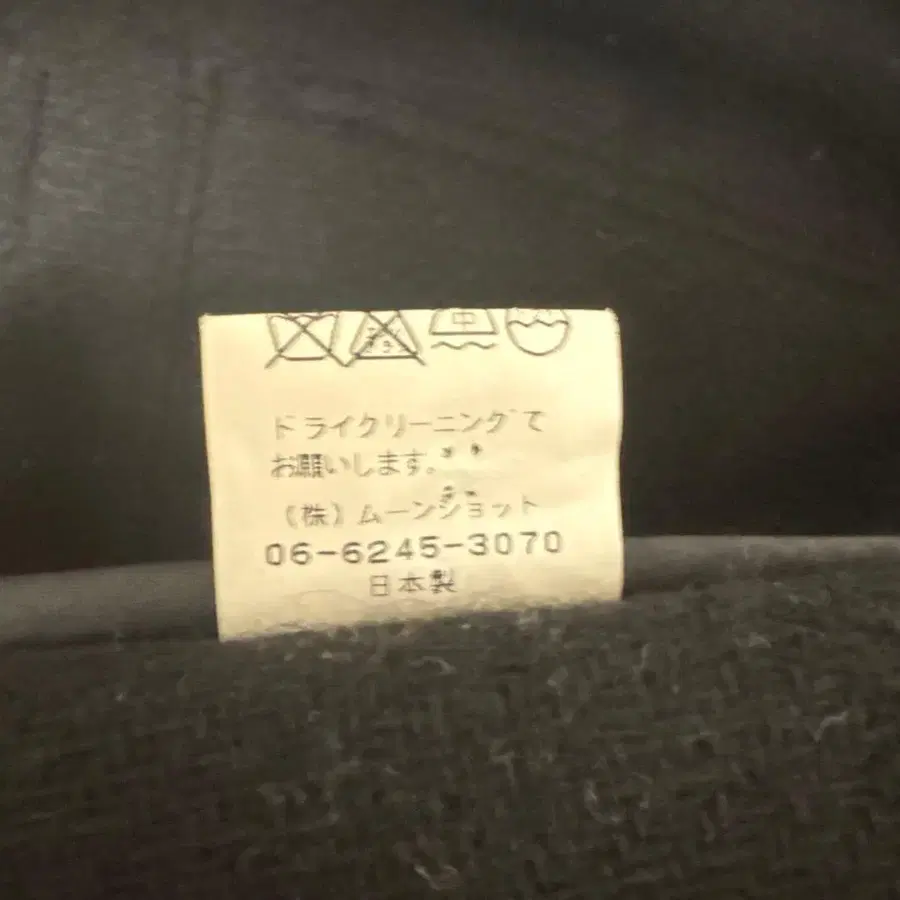 中
ドライクリーニングで
お願いします。
(株)ムーンショット
06-6245-3070
日本製